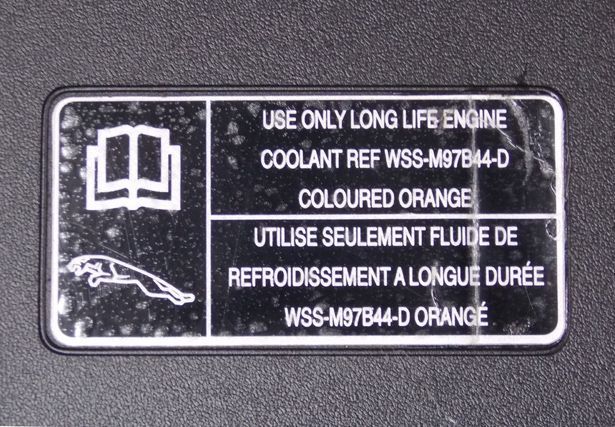 USE ONLY LONG LIFE ENGINE
COOLANT REF WSS-M97B44-D
COLOURED ORANGE
UTILISE SEULEMENT FLUIDE DE
REFROIDISSEMENT A LONGUE DURÉE
WSS-M97B44-D ORANGÉ